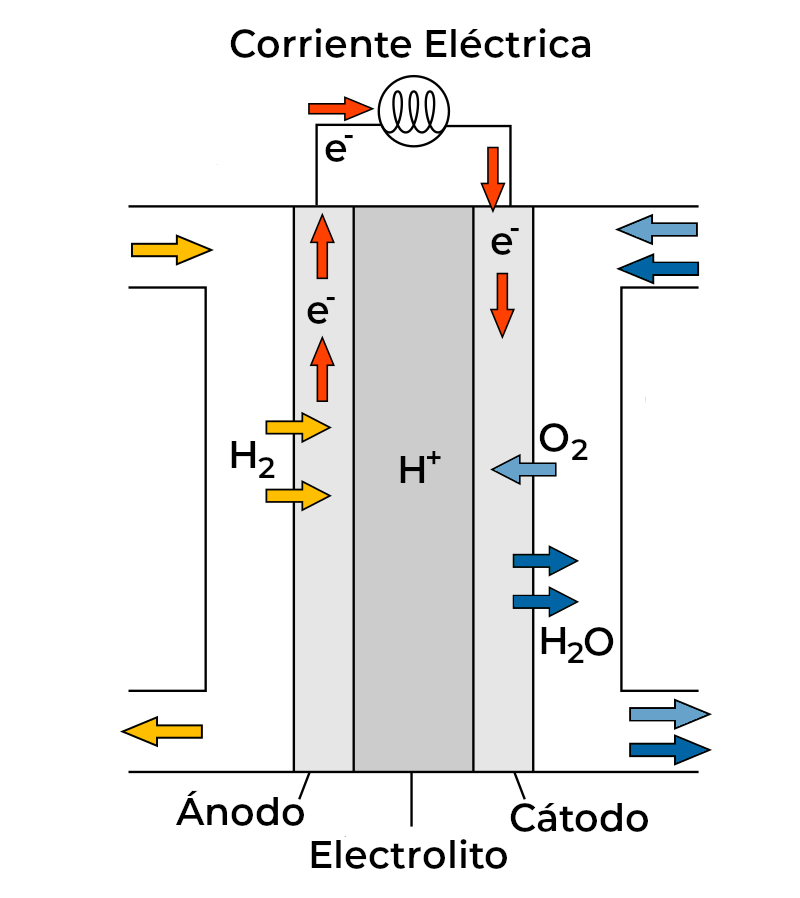 Corriente Eléctrica
e-
e-
e-
H2
H+
O2
H2O
Ánodo
Cátodo
Electrolito